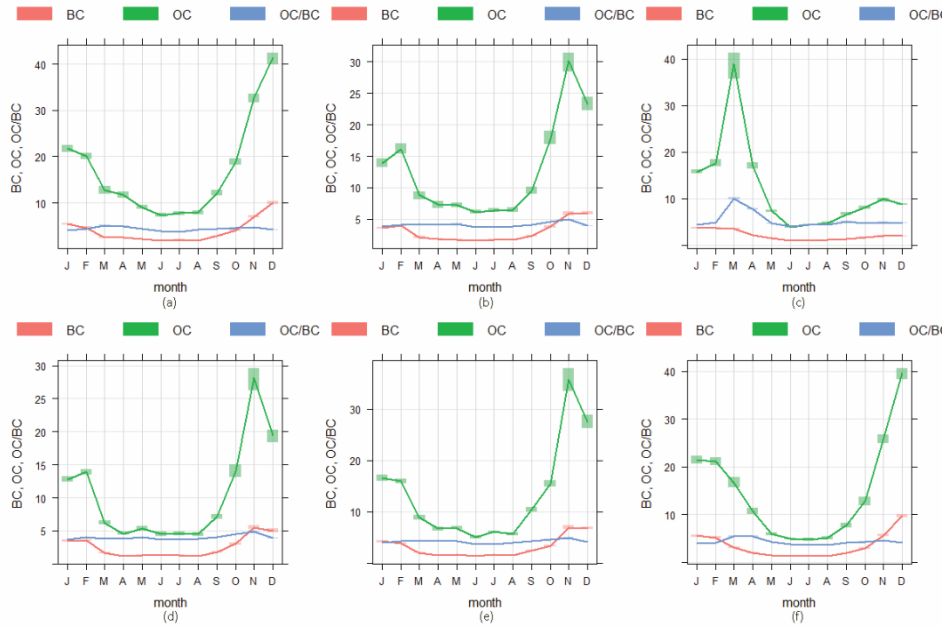 BC OC OC/BC BC OC OC/BC BC OC OC/BC
BC, OC, OC/BC
40
30
20
10
J F M A M J J A S O N D
month
(a)
BC, OC, OC/BC
30
25
20
15
10
5
J F M A M J J A S O N D
month
(b)
BC, OC, OC/BC
40
30
20
10
J F M A M J J A S O N D
month
(c)
BC OC OC/BC BC OC OC/BC BC OC OC/BC
BC, OC, OC/BC
30
25
20
15
10
5
J F M A M J J A S O N D
month
(d)
BC, OC, OC/BC
30
20
10
J F M A M J J A S O N D
month
(e)
BC, OC, OC/BC
40
30
20
10
J F M A M J J A S O N D
month
(f)